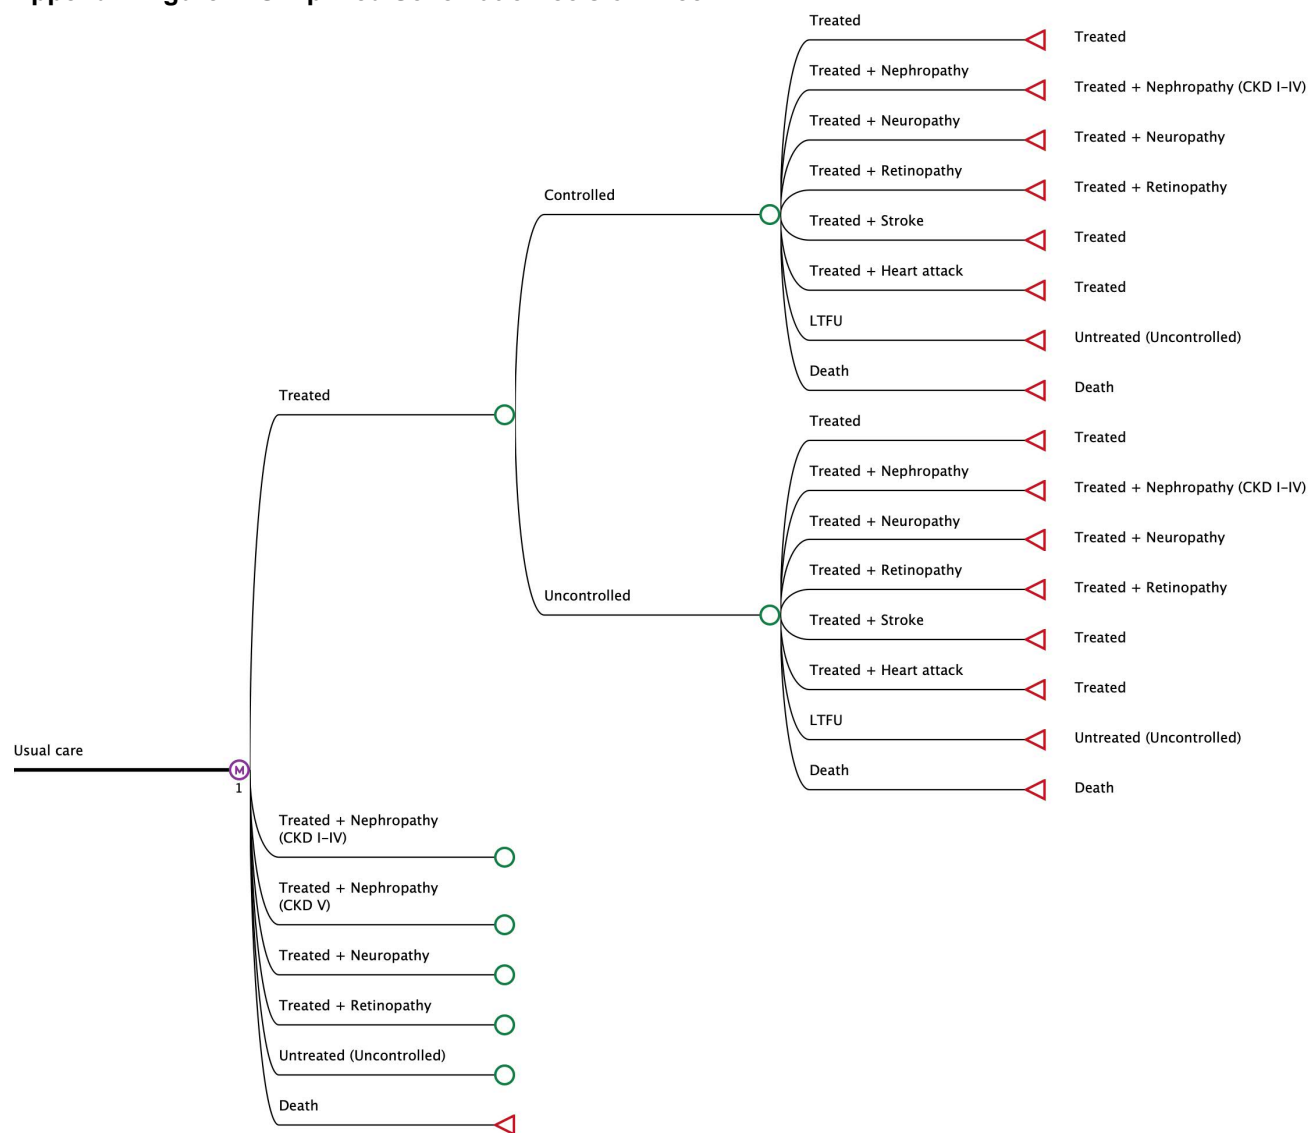 Treated
Treated
Treated + Nephropathy
Treated + Nephropathy (CKD I-IV)
Treated + Neuropathy
Treated + Neuropathy
Treated + Retinopathy
Treated + Retinopathy
Controlled
Treated + Stroke
Treated
Treated + Heart attack
Treated
LTFU
Untreated (Uncontrolled)
Death
Death
Treated
Treated
Treated
Treated + Nephropathy
Treated + Nephropathy (CKD I-IV)
Treated + Neuropathy
Treated + Neuropathy
Treated + Retinopathy
Treated + Retinopathy
Uncontrolled
Treated + Stroke
Treated
Treated + Heart attack
Treated
LTFU
Untreated (Uncontrolled)
Death
Death
Usual care
M
1
Treated + Nephropathy
(CKD I-IV)
Treated + Nephropathy
(CKD V)
Treated + Neuropathy
Treated + Retinopathy
Untreated (Uncontrolled)
Death